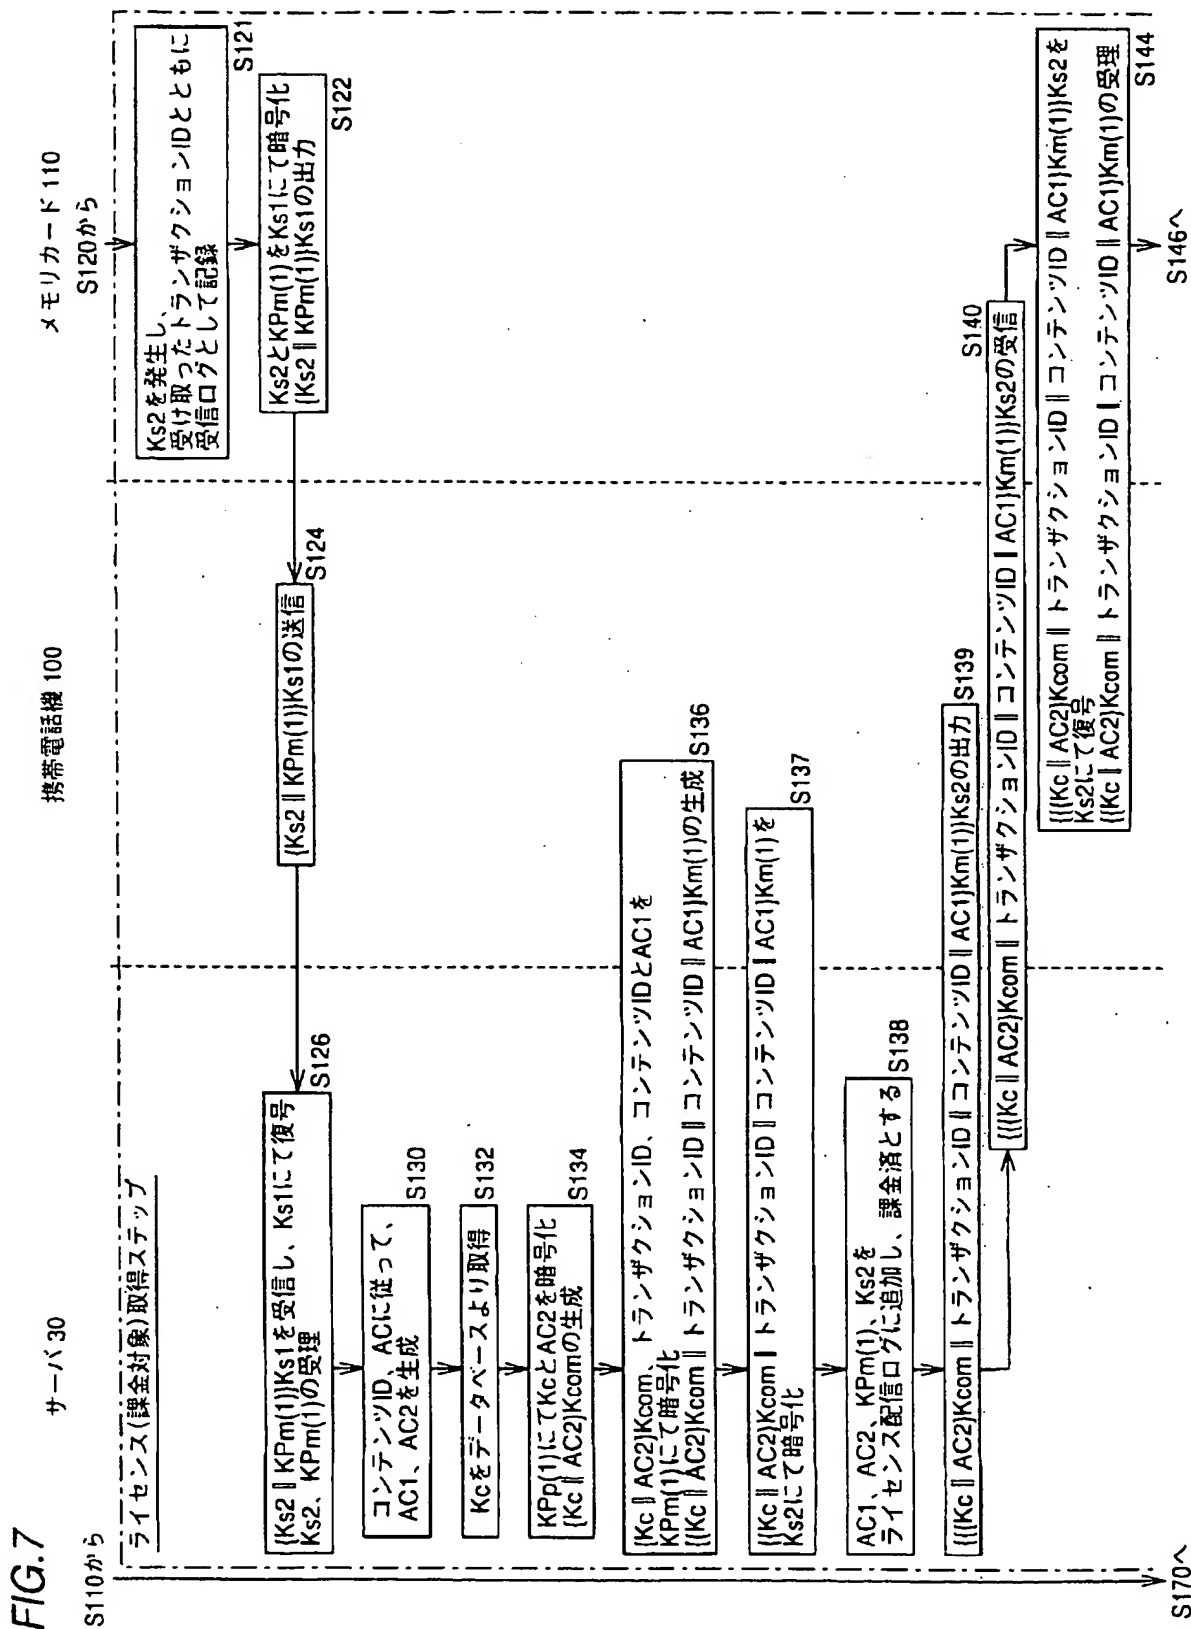 FIG.7
サーバ 30
携帯電話機 100
メモリカード 110
S110から
S120から
ライセンス(課金対象)取得ステップ
Ks2を発生し、
受け取ったトランザクションIDとともに
受信ログとして記録
S121
Ks2とKPm(1)をKs1にて暗号化
{Ks2 ∥ KPm(1)}Ks1の出力
S122
{Ks2 ∥ KPm(1)}Ks1の送信
S124
{Ks2 ∥ KPm(1)}Ks1を受信し、Ks1にて復号
Ks2、KPm(1)の受理
S126
コンテンツID、ACに従って、
AC1、AC2を生成
S130
Kcをデータベースより取得
S132
KPp(1)にてKcとAC2を暗号化
{Kc ∥ AC2}Kcomの生成
S134
{Kc ∥ AC2}Kcom、トランザクションID、コンテンツIDとAC1を
KPm(1)にて暗号化
{{Kc ∥ AC2}Kcom ∥ トランザクションID ∥ コンテンツID ∥ AC1}Km(1)の生成
S136
{{Kc ∥ AC2}Kcom ∥ トランザクションID ∥ コンテンツID ∥ AC1}Km(1)を
Ks2にて暗号化
S137
AC1、AC2、KPm(1)、Ks2を
ライセンス配信ログに追加し、課金済とする
S138
{{{Kc ∥ AC2}Kcom ∥ トランザクションID ∥ コンテンツID ∥ AC1}Km(1)}Ks2の出力
S139
{{{Kc ∥ AC2}Kcom ∥ トランザクションID ∥ コンテンツID ∥ AC1}Km(1)}Ks2の受信
S140
{{{Kc ∥ AC2}Kcom ∥ トランザクションID ∥ コンテンツID ∥ AC1}Km(1)}Ks2を
Ks2にて復号
{{Kc ∥ AC2}Kcom ∥ トランザクションID ∥ コンテンツID ∥ AC1}Km(1)の受理
S144
S170へ
S146へ